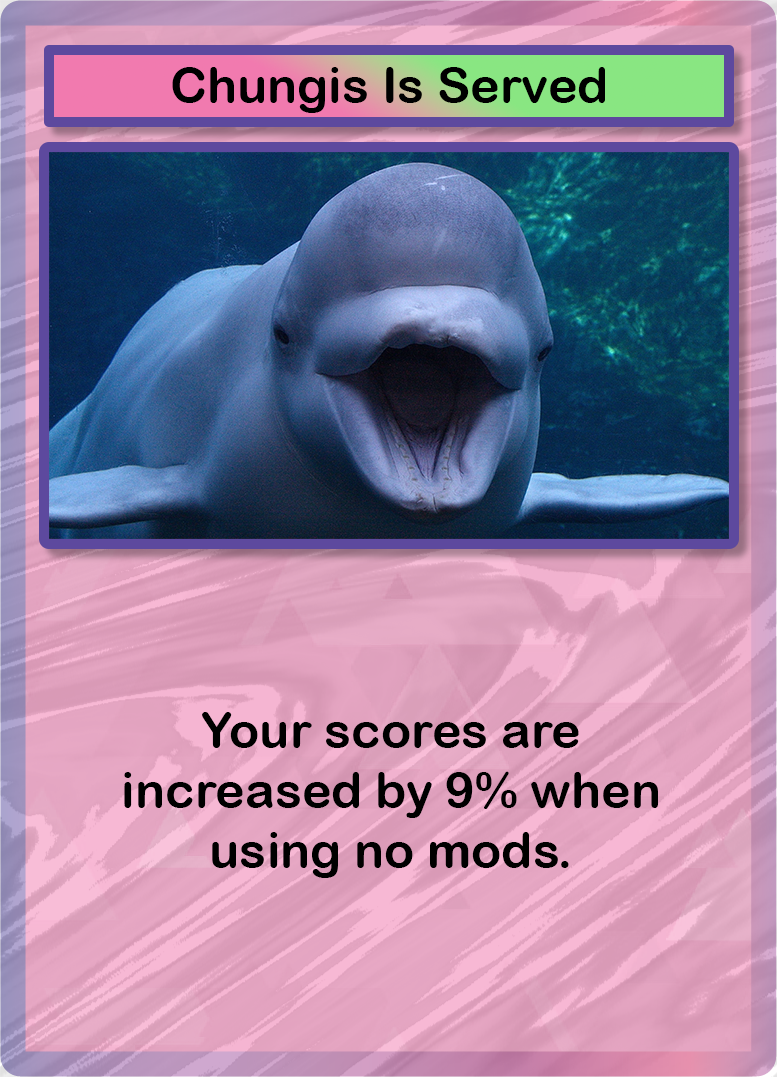 Chungis Is Served
Your scores are
increased by 9% when
using no mods.